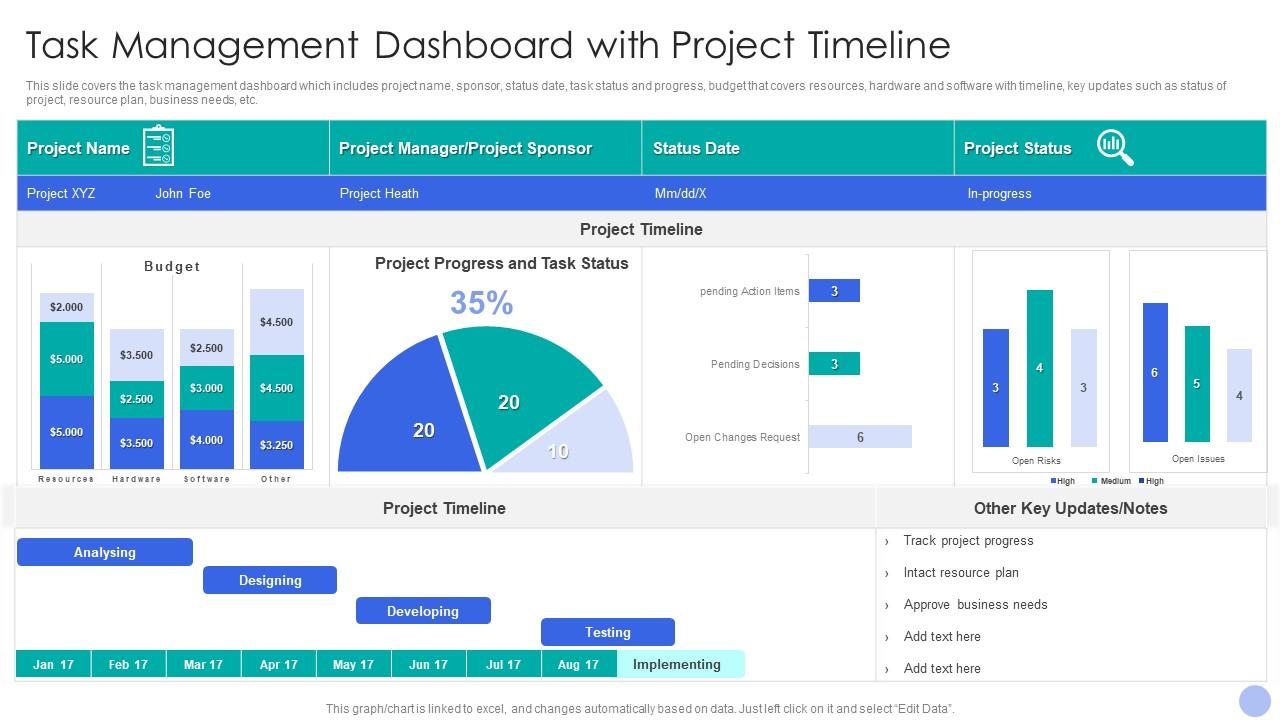 Task Management Dashboard with Project Timeline
This slide covers the task management dashboard which includes project name, sponsor, status date, task status and progress, budget that covers resources, hardware and software with timeline, key updates such as status of
project, resource plan, business needs, etc.
Project Name
Project Manager/Project Sponsor
Status Date
Project Status
Project XYZ
John Foe
Project Heath
Mm/dd/X
In-progress
Project Timeline
Budget
$2.000
$5.000
$5.000
$3.500
$2.500
$3.500
$2.500
$3.000
$4.000
$4.500
$4.500
$3.250
Resources
Hardware
Software
Other
Project Progress and Task Status
35%
20
20
10
pending Action Items
3
Pending Decisions
3
Open Changes Request
6
3
4
3
Open Risks
6
5
4
Open Issues
High
Medium
High
Project Timeline
Analysing
Designing
Developing
Testing
Jan 17
Feb 17
Mar 17
Apr 17
May 17
Jun 17
Jul 17
Aug 17
Implementing
Other Key Updates/Notes
› Track project progress
› Intact resource plan
› Approve business needs
› Add text here
› Add text here
This graph/chart is linked to excel, and changes automatically based on data. Just left click on it and select “Edit Data”.